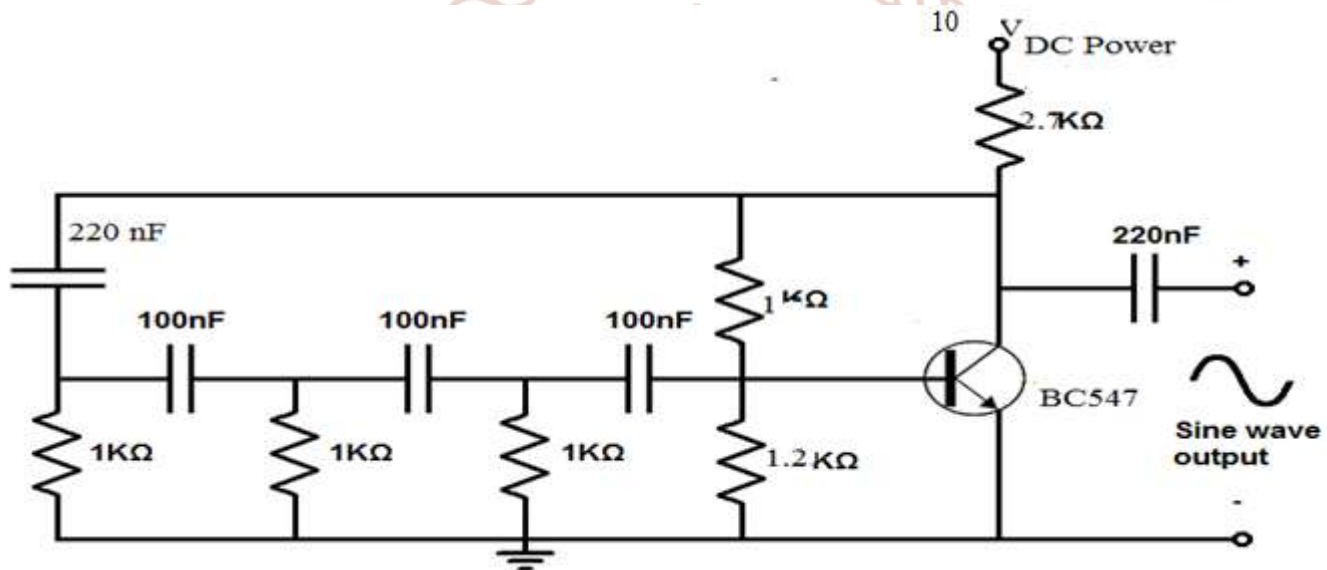 10 V
DC Power
2.7KΩ
220 nF
220nF
+
1KΩ
100nF
100nF
100nF
BC547
1KΩ
1KΩ
1KΩ
1.2KΩ
Sine wave
output
-